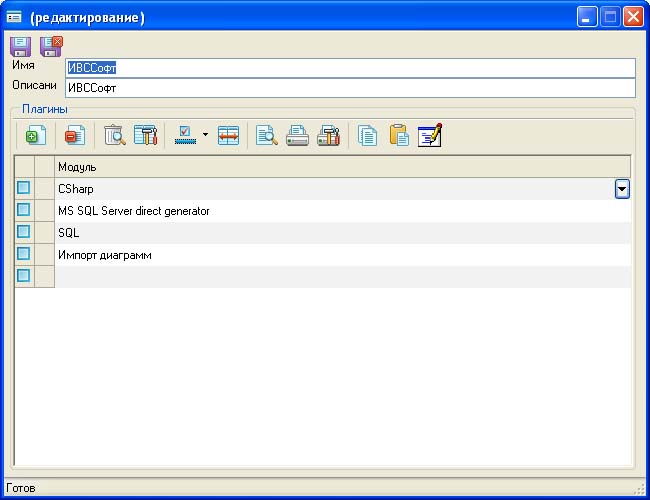 (редактирование)
Имя
ИВССофт
Описани
ИВССофт
Плагины
Модуль
CSharp
MS SQL Server direct generator
SQL
Импорт диаграмм
Готов